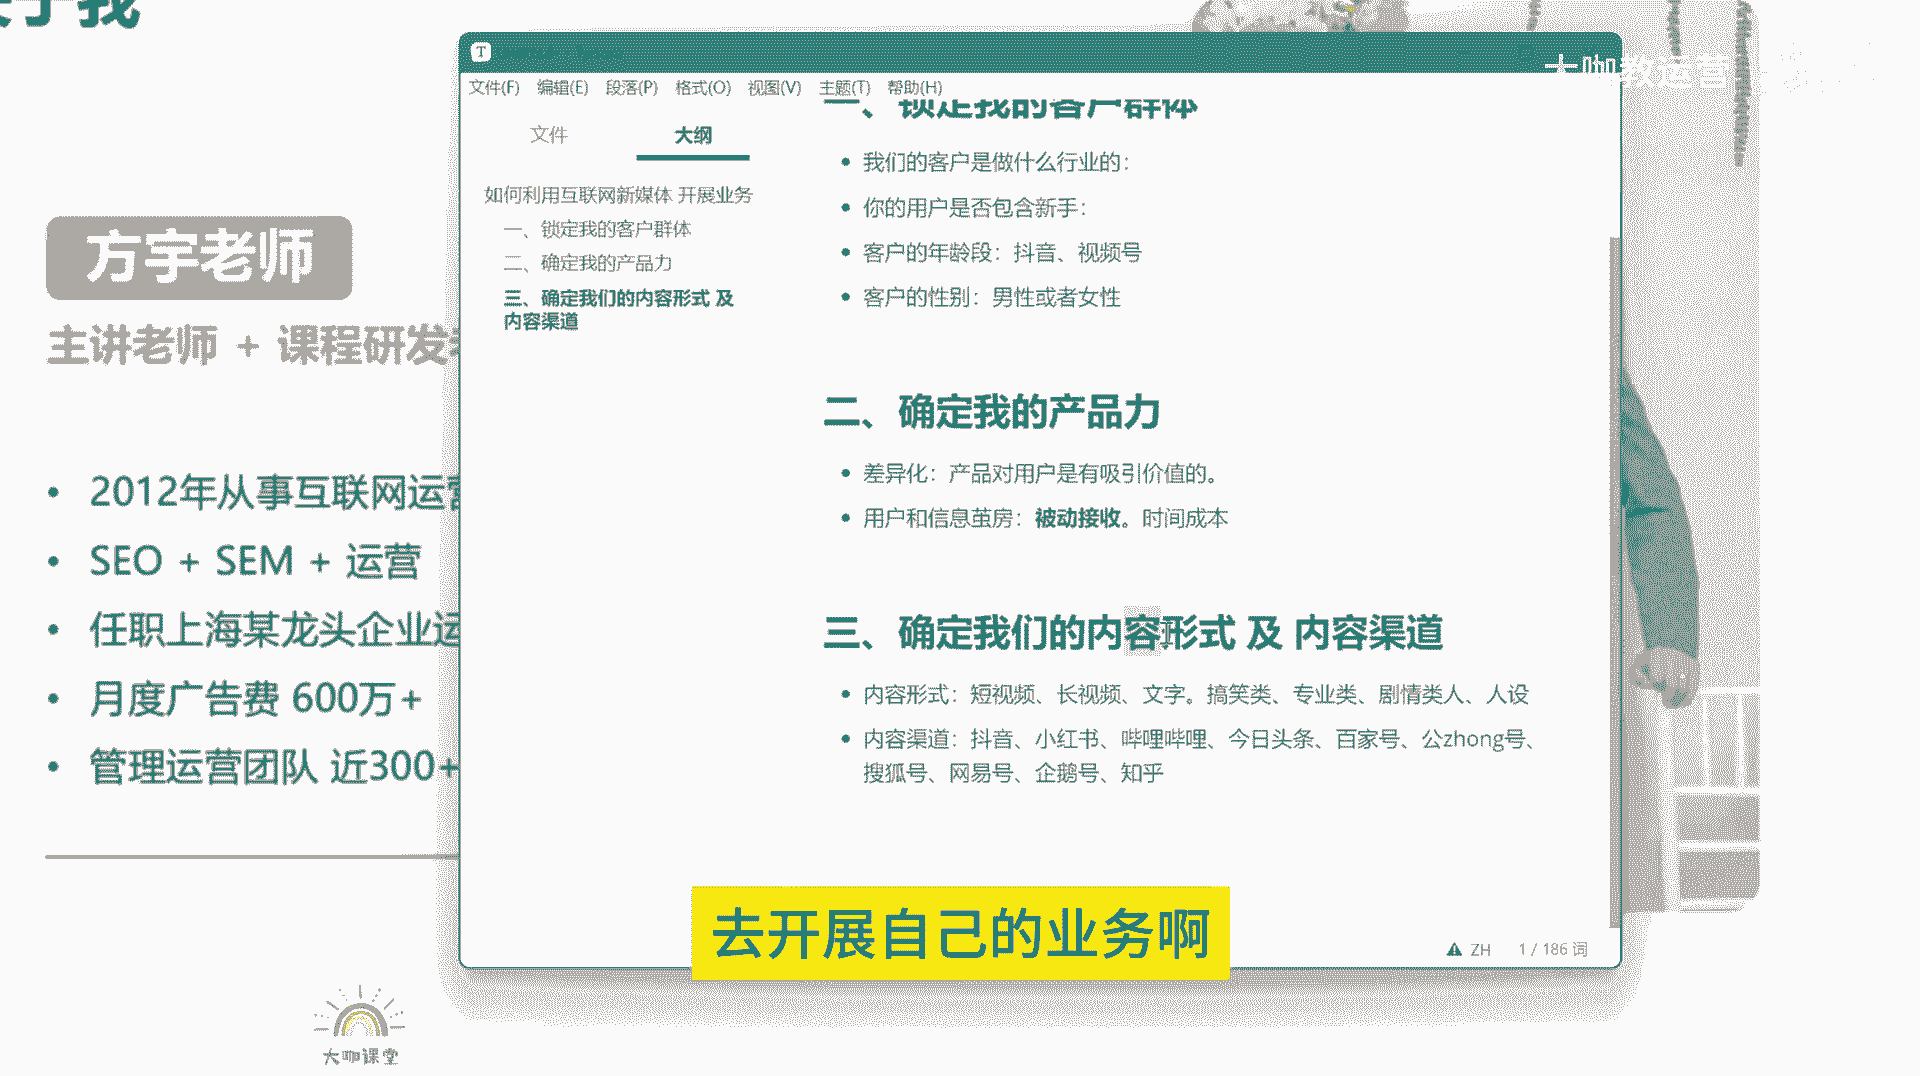 关于我
大咖教运营
T
文件(F) 编辑(E) 段落(P) 格式(O) 视图(V) 主题(T) 帮助(H)
文件 大纲
如何利用互联网新媒体 开展业务
一、锁定我的客户群体
二、确定我的产品力
三、确定我们的内容形式 及
内容渠道
一、锁定我的客户群体
我们的客户是做什么行业的：
你的用户是否包含新手：
客户的年龄段：抖音、视频号
客户的性别：男性或者女性
二、确定我的产品力
差异化：产品对用户是有吸引价值的。
用户和信息茧房：被动接收。时间成本
三、确定我们的内容形式 及 内容渠道
内容形式：短视频、长视频、文字。搞笑类、专业类、剧情类人、人设
内容渠道：抖音、小红书、哔哩哔哩、今日头条、百家号、公zhong号、
搜狐号、网易号、企鹅号、知乎
ZH 1 / 186 词
方宇老师
主讲老师 + 课程研发
2012年从事互联网运营
SEO + SEM + 运营
任职上海某龙头企业运
月度广告费 600万+
管理运营团队 近300+
去开展自己的业务啊
大咖课堂